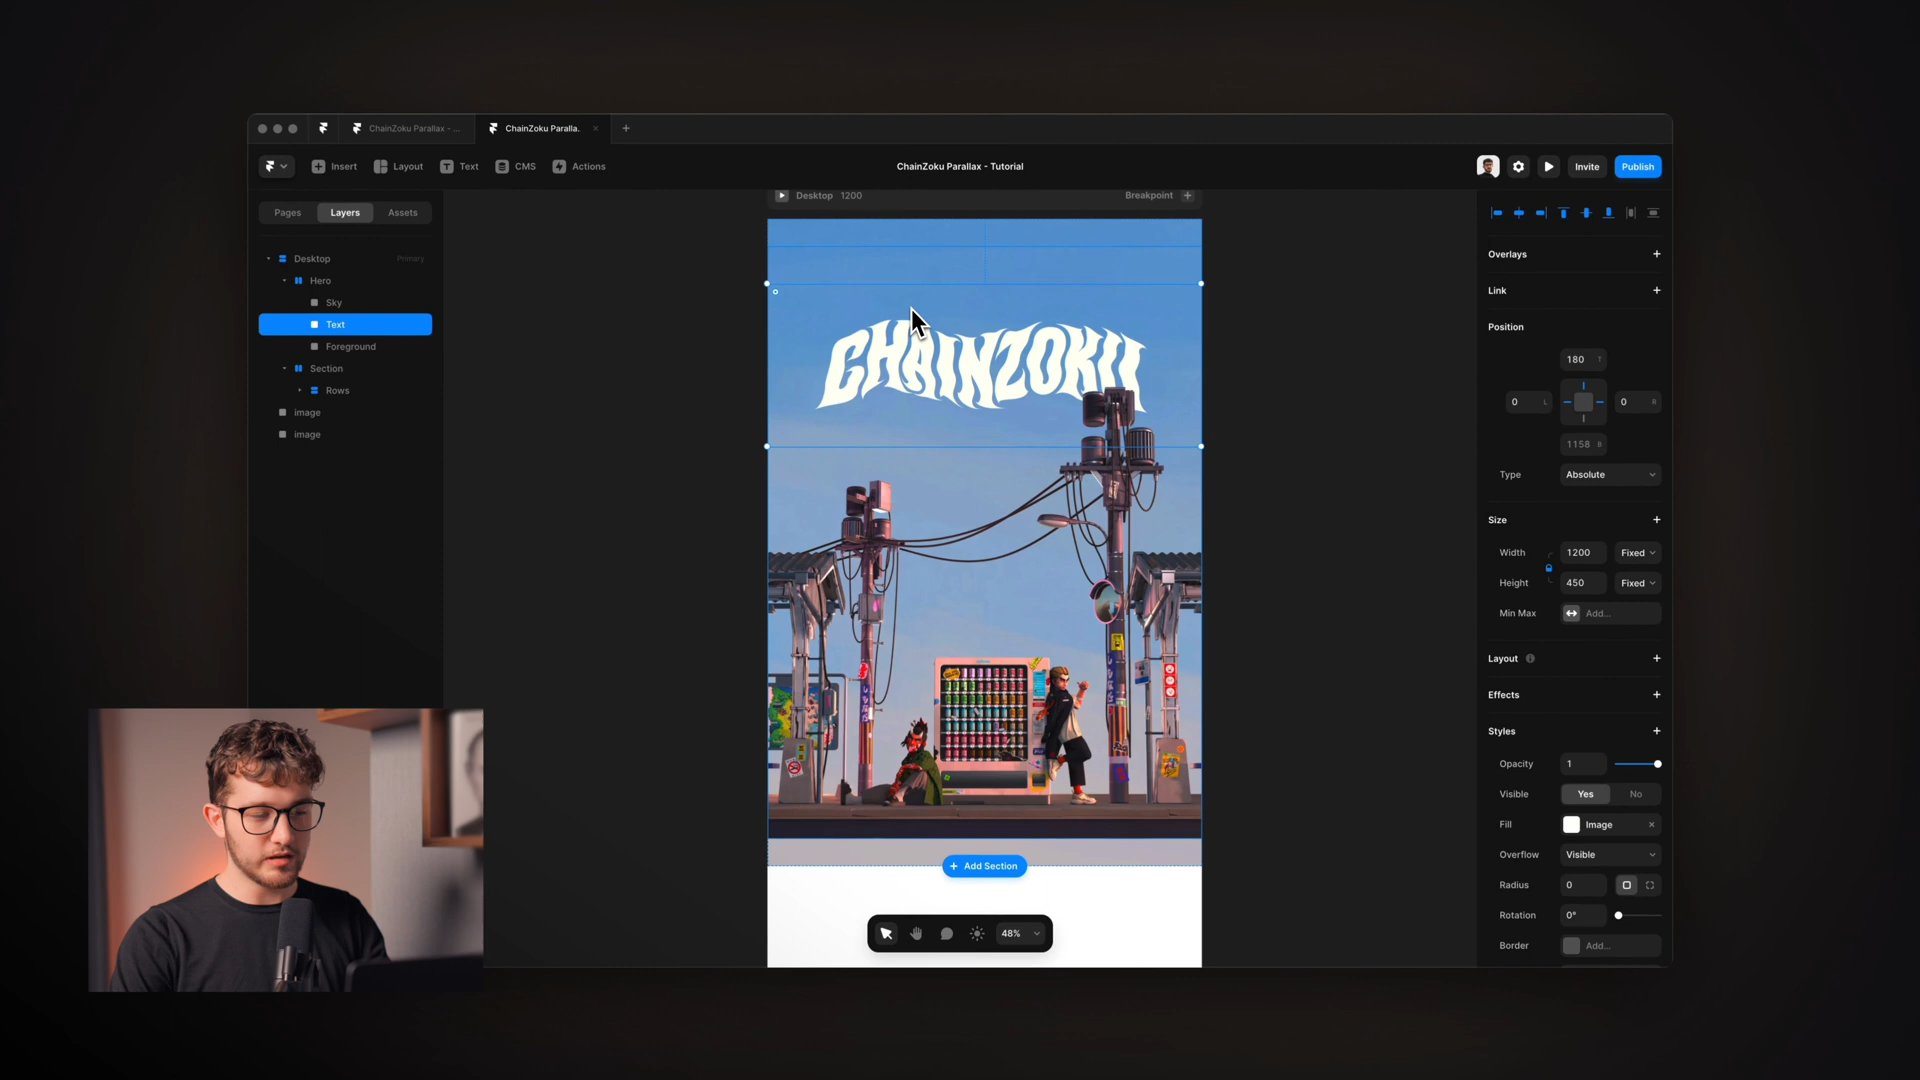 ChainZoku Parallax - ...
ChainZoku Paralla.
Insert
Layout
Text
CMS
Actions
ChainZoku Parallax - Tutorial
Invite
Publish
Pages
Layers
Assets
Desktop 1200
Breakpoint
Desktop
Primary
Hero
Sky
Text
Foreground
Section
Rows
image
image
CHAINZOKU
Add Section
48%
Overlays
Link
Position
180 T
0 L
0 R
1158 B
Type
Absolute
Size
Width
1200
Fixed
Height
450
Fixed
Min Max
Add...
Layout
Effects
Styles
Opacity
1
Visible
Yes
No
Fill
Image
Overflow
Visible
Radius
0
Rotation
0°
Border
Add...